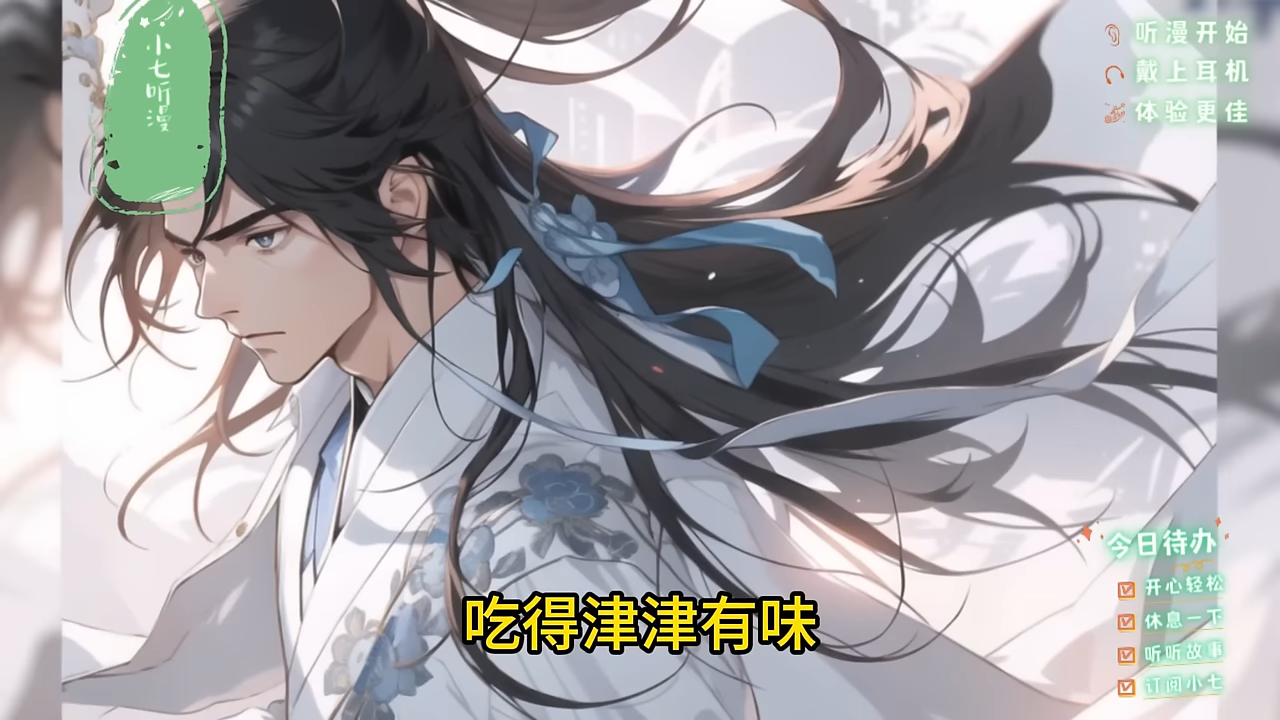 小七听漫
听漫开始
戴上耳机
体验更佳
今日待办
开心轻松
休息一下
听听故事
订阅小七
吃得津津有味